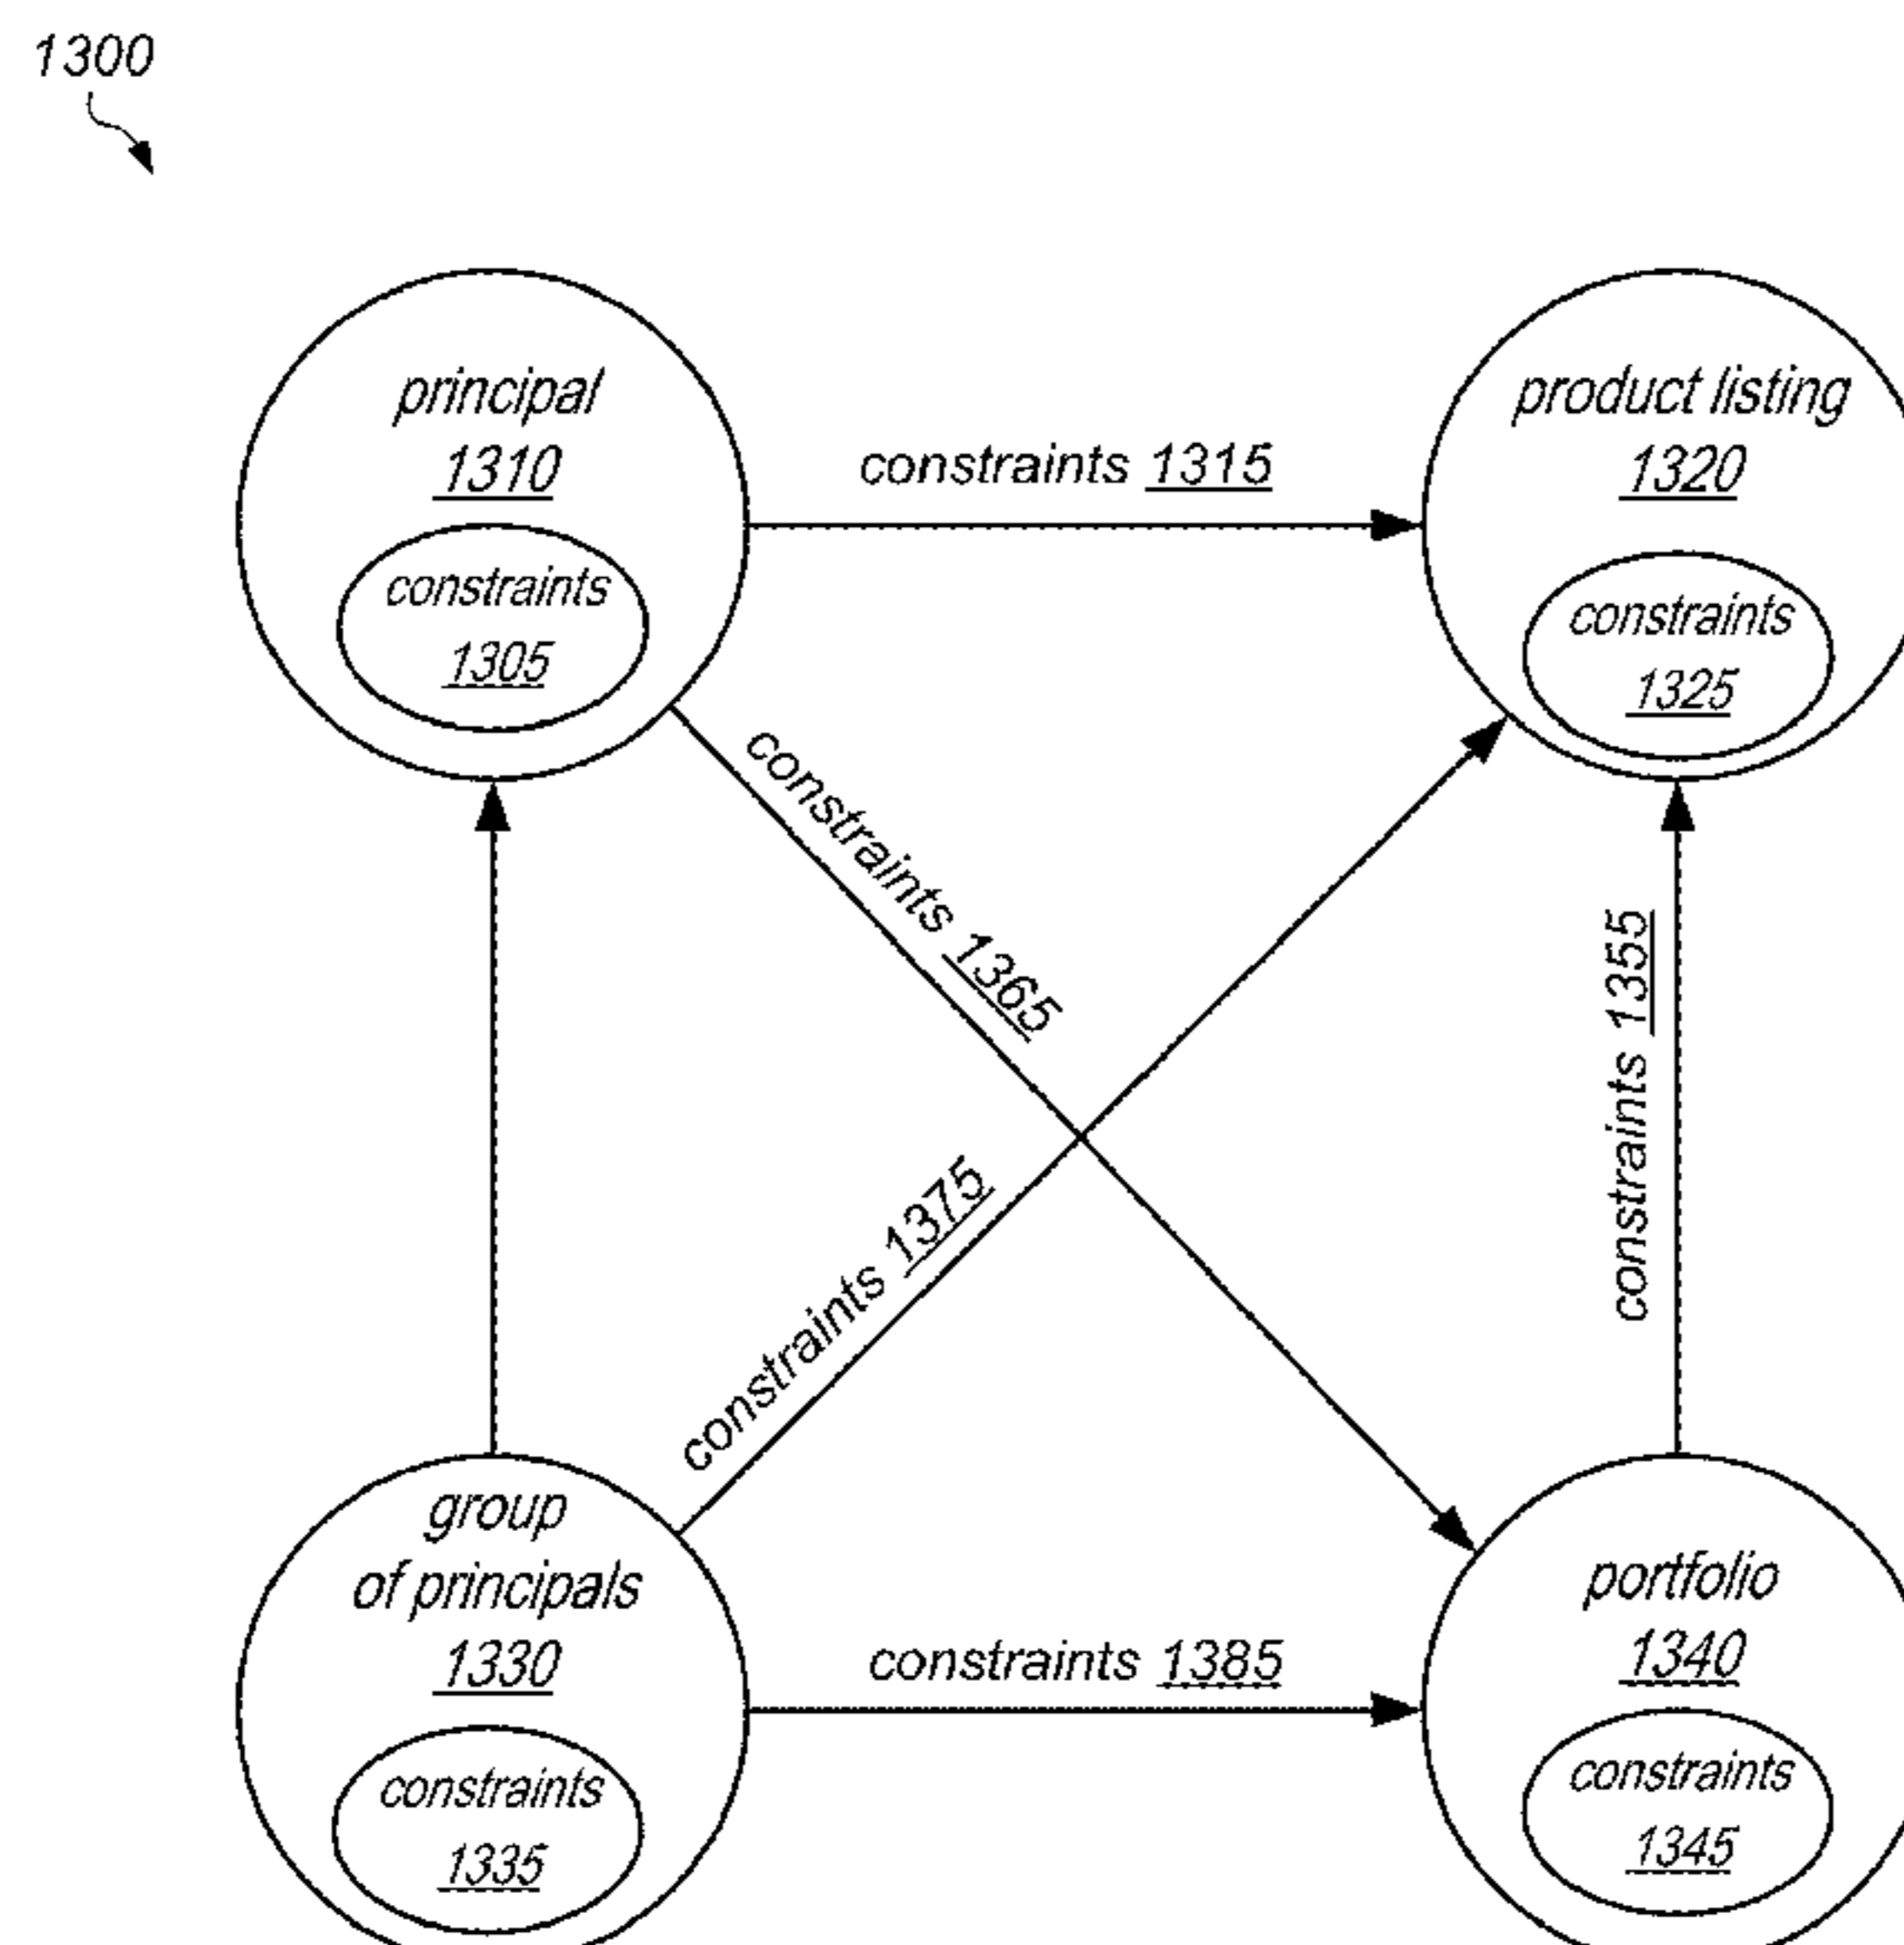 1300
principal
1310
constraints
1305
constraints 1315
product listing
1320
constraints
1325
constraints 1365
constraints 1375
constraints 1355
group
of principals
1330
constraints
1335
constraints 1385
portfolio
1340
constraints
1345